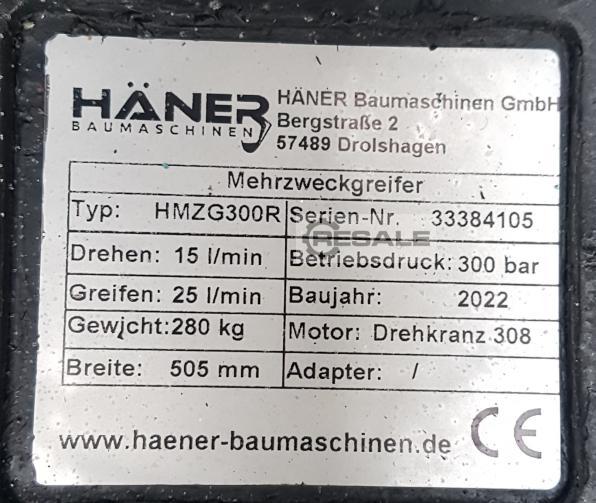 HÄNER
BAUMASCHINEN
HÄNER Baumaschinen GmbH
Bergstraße 2
57489 Drolshagen
Mehrzweckgreifer
Typ: HMZG300R Serien-Nr. 33384105
RESALE
Drehen: 15 l/min Betriebsdruck: 300 bar
Greifen: 25 l/min Baujahr: 2022
Gewicht: 280 kg Motor: Drehkranz 308
Breite: 505 mm Adapter: /
www.haener-baumaschinen.de CE